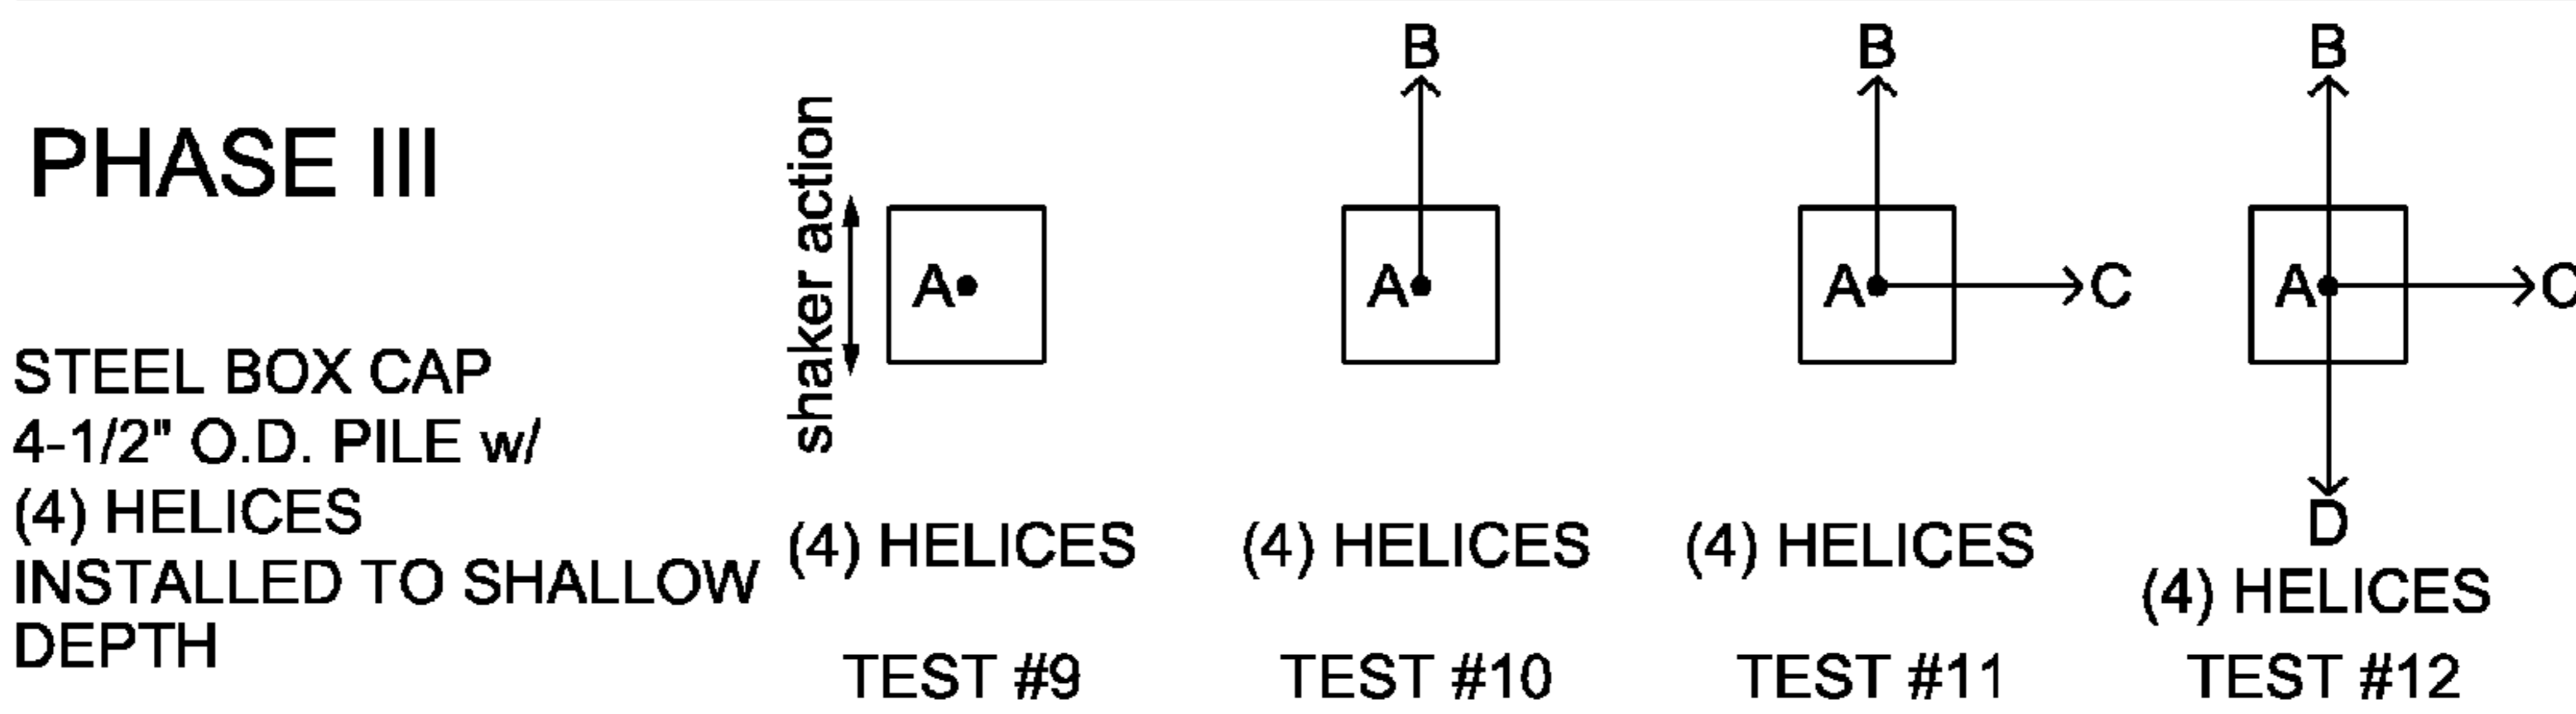 PHASE III
STEEL BOX CAP
4-1/2" O.D. PILE w/
(4) HELICES
INSTALLED TO SHALLOW
DEPTH
shaker action
A
(4) HELICES
TEST #9
B
A
(4) HELICES
TEST #10
B
A
C
(4) HELICES
TEST #11
B
A
C
D
(4) HELICES
TEST #12